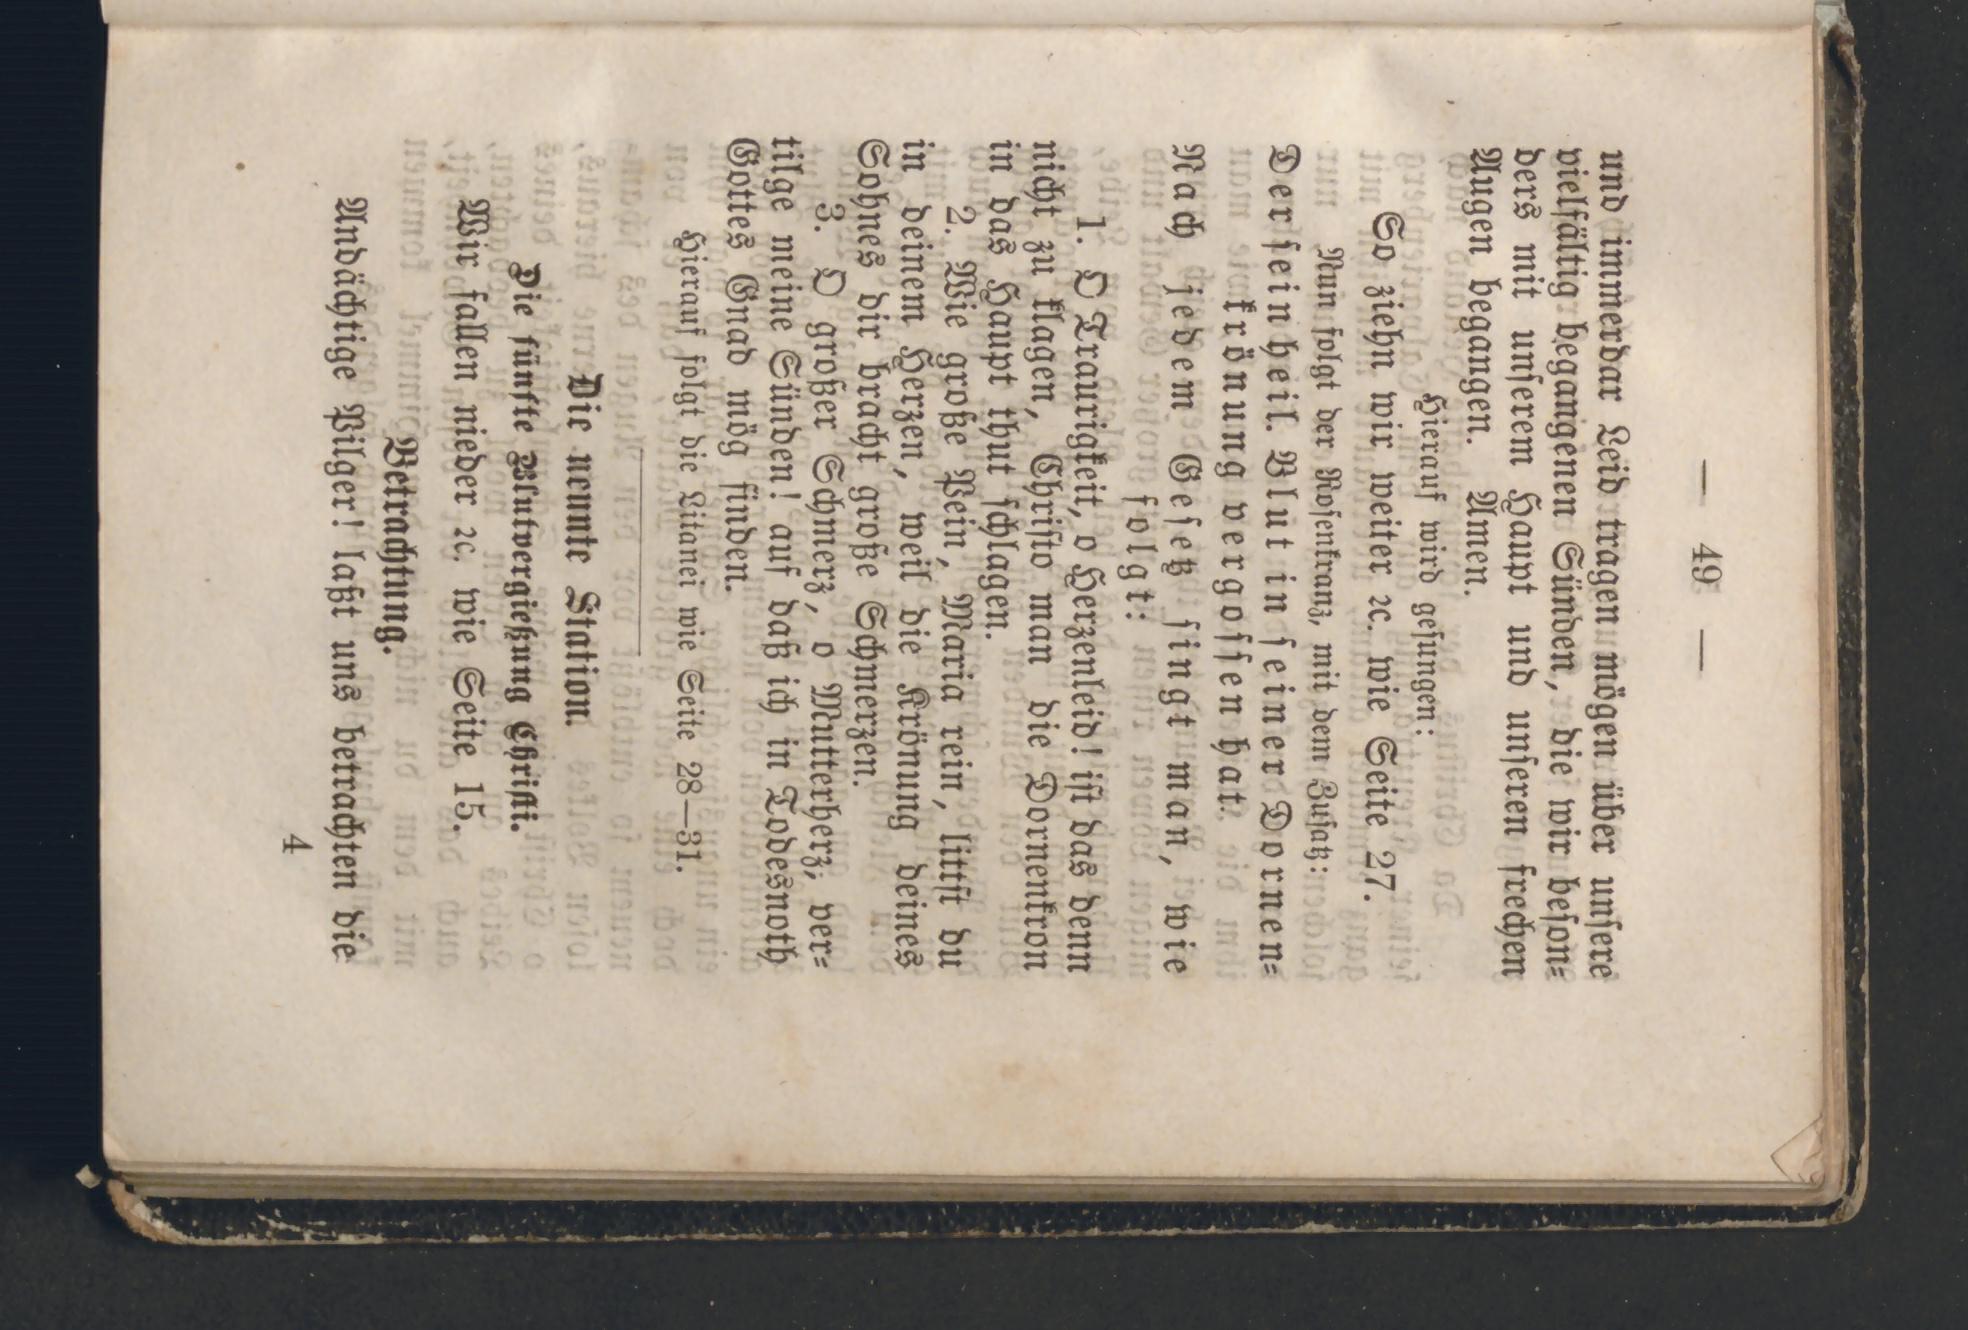 — 49 —
und immerdar Leid tragen mögen über unsere
vielfältig begangenen Sünden, die wir beson=
ders mit unserem Haupt und unseren frechen
Augen begangen. Amen.
Hierauf wird gesungen:
So ziehn wir weiter ꝛc. wie Seite 27.
Nun folgt der Rosenkranz, mit dem Zusatz:
Der sein heil. Blut in seiner Dornen=
krönung vergossen hat.
Nach jedem Gesetz singt man, wie
folgt:
1. O Traurigkeit, o Herzenleid! ist das denn
nicht zu klagen, Christo man die Dornenkron
in das Haupt thut schlagen.
2. Wie große Pein, Maria rein, littst du
in deinem Herzen, weil die Krönung deines
Sohnes dir bracht große Schmerzen.
3. O großer Schmerz, o Mutterherz, ver=
tilge meine Sünden! auf daß ich in Todesnoth
Gottes Gnad mög finden.
Hierauf folgt die Litanei wie Seite 28—31.
Die neunte Station.
Die fünfte Blutvergießung Christi.
Wir fallen nieder ꝛc. wie Seite 15.
Betrachtung.
Andächtige Pilger! laßt uns betrachten die
4